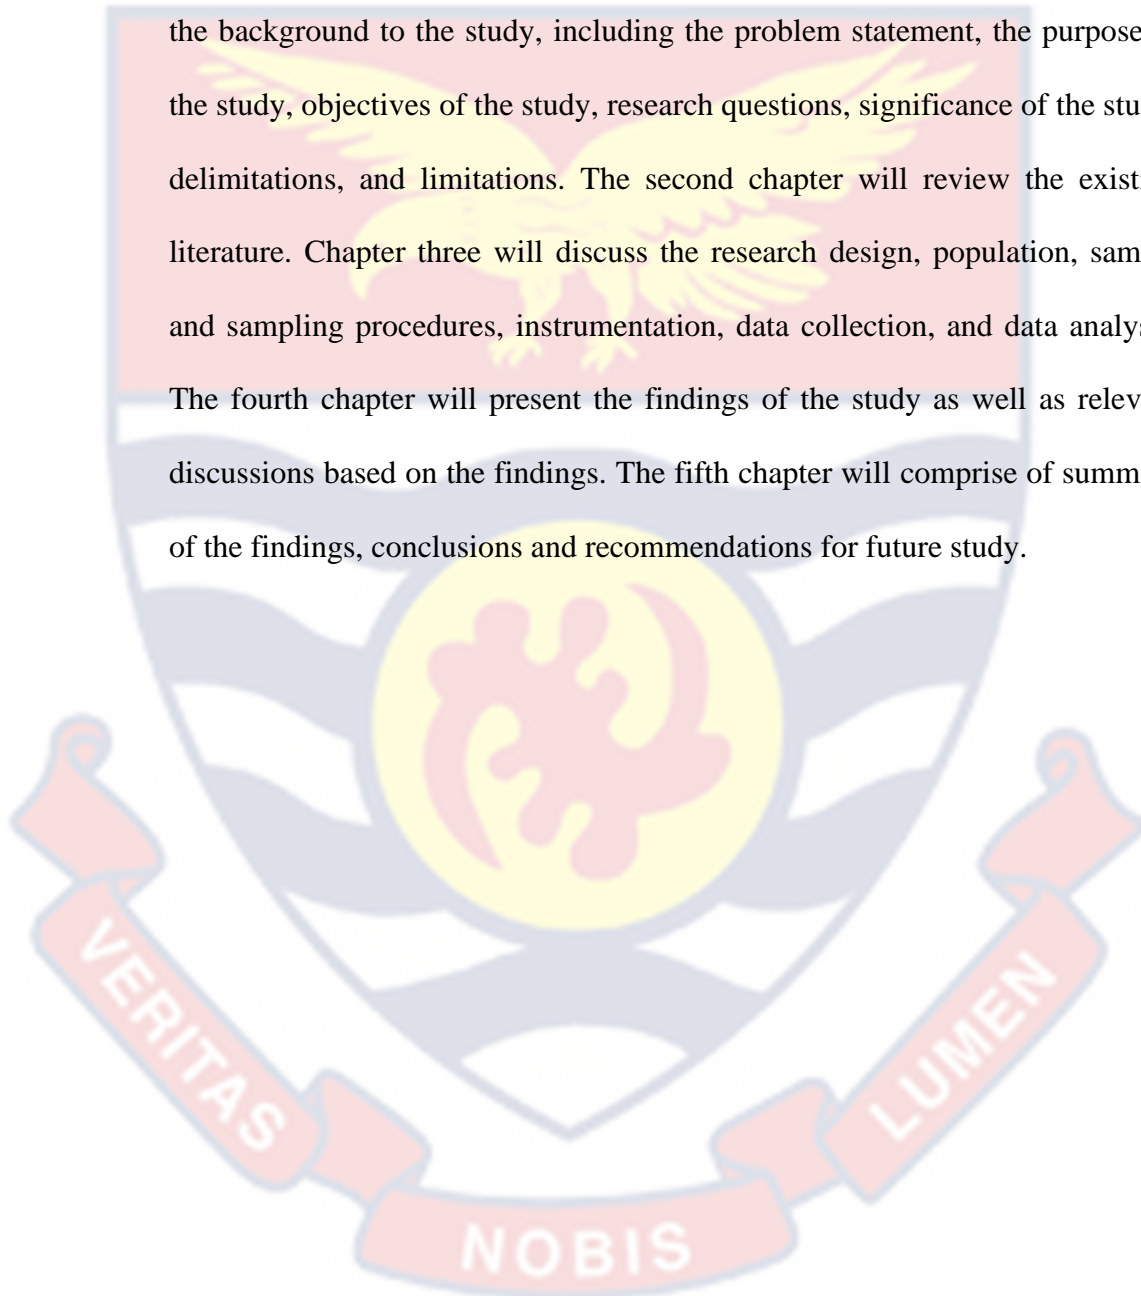 the background to the study, including the problem statement, the purpose
the study, objectives of the study, research questions, significance of the
delimitations, and limitations. The second chapter will review the
literature. Chapter three will discuss the research design, population,
and sampling procedures, instrumentation, data collection, and data
The fourth chapter will present the findings of the study as well as
discussions based on the findings. The fifth chapter will comprise of
of the findings, conclusions and recommendations for future study.
VERITAS
NOBIS
LUMEN